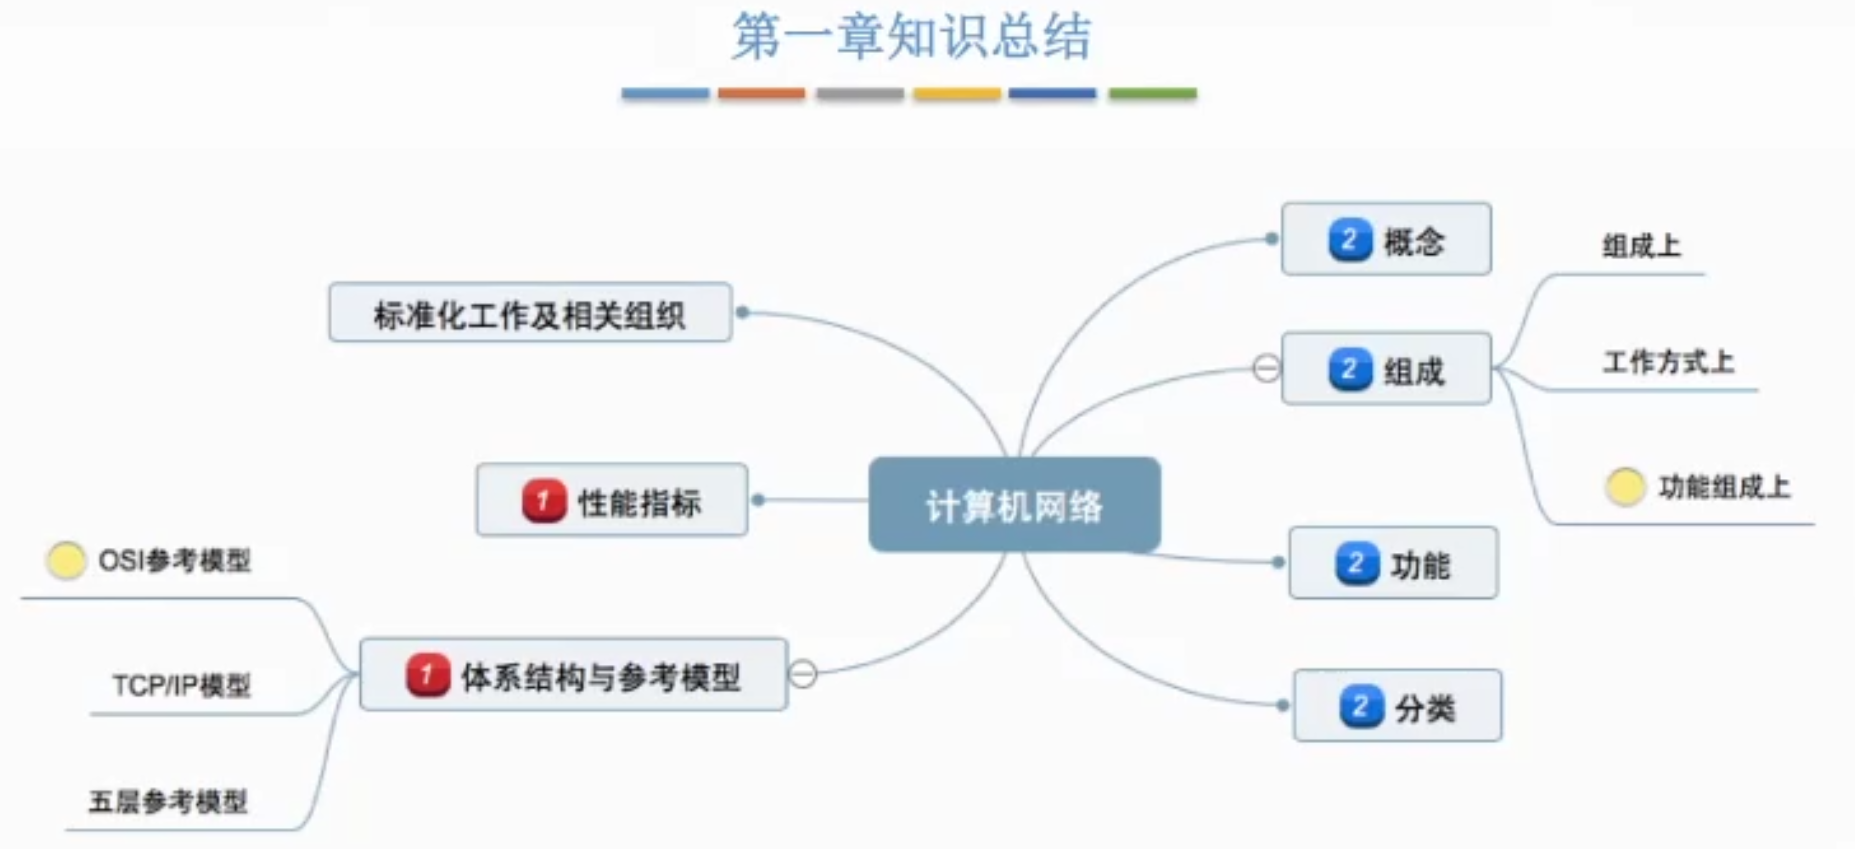 第一章知识总结
2 概念
组成上
标准化工作及相关组织
2 组成
工作方式上
1 性能指标
计算机网络
功能组成上
OSI参考模型
2 功能
1 体系结构与参考模型
TCP/IP模型
2 分类
五层参考模型